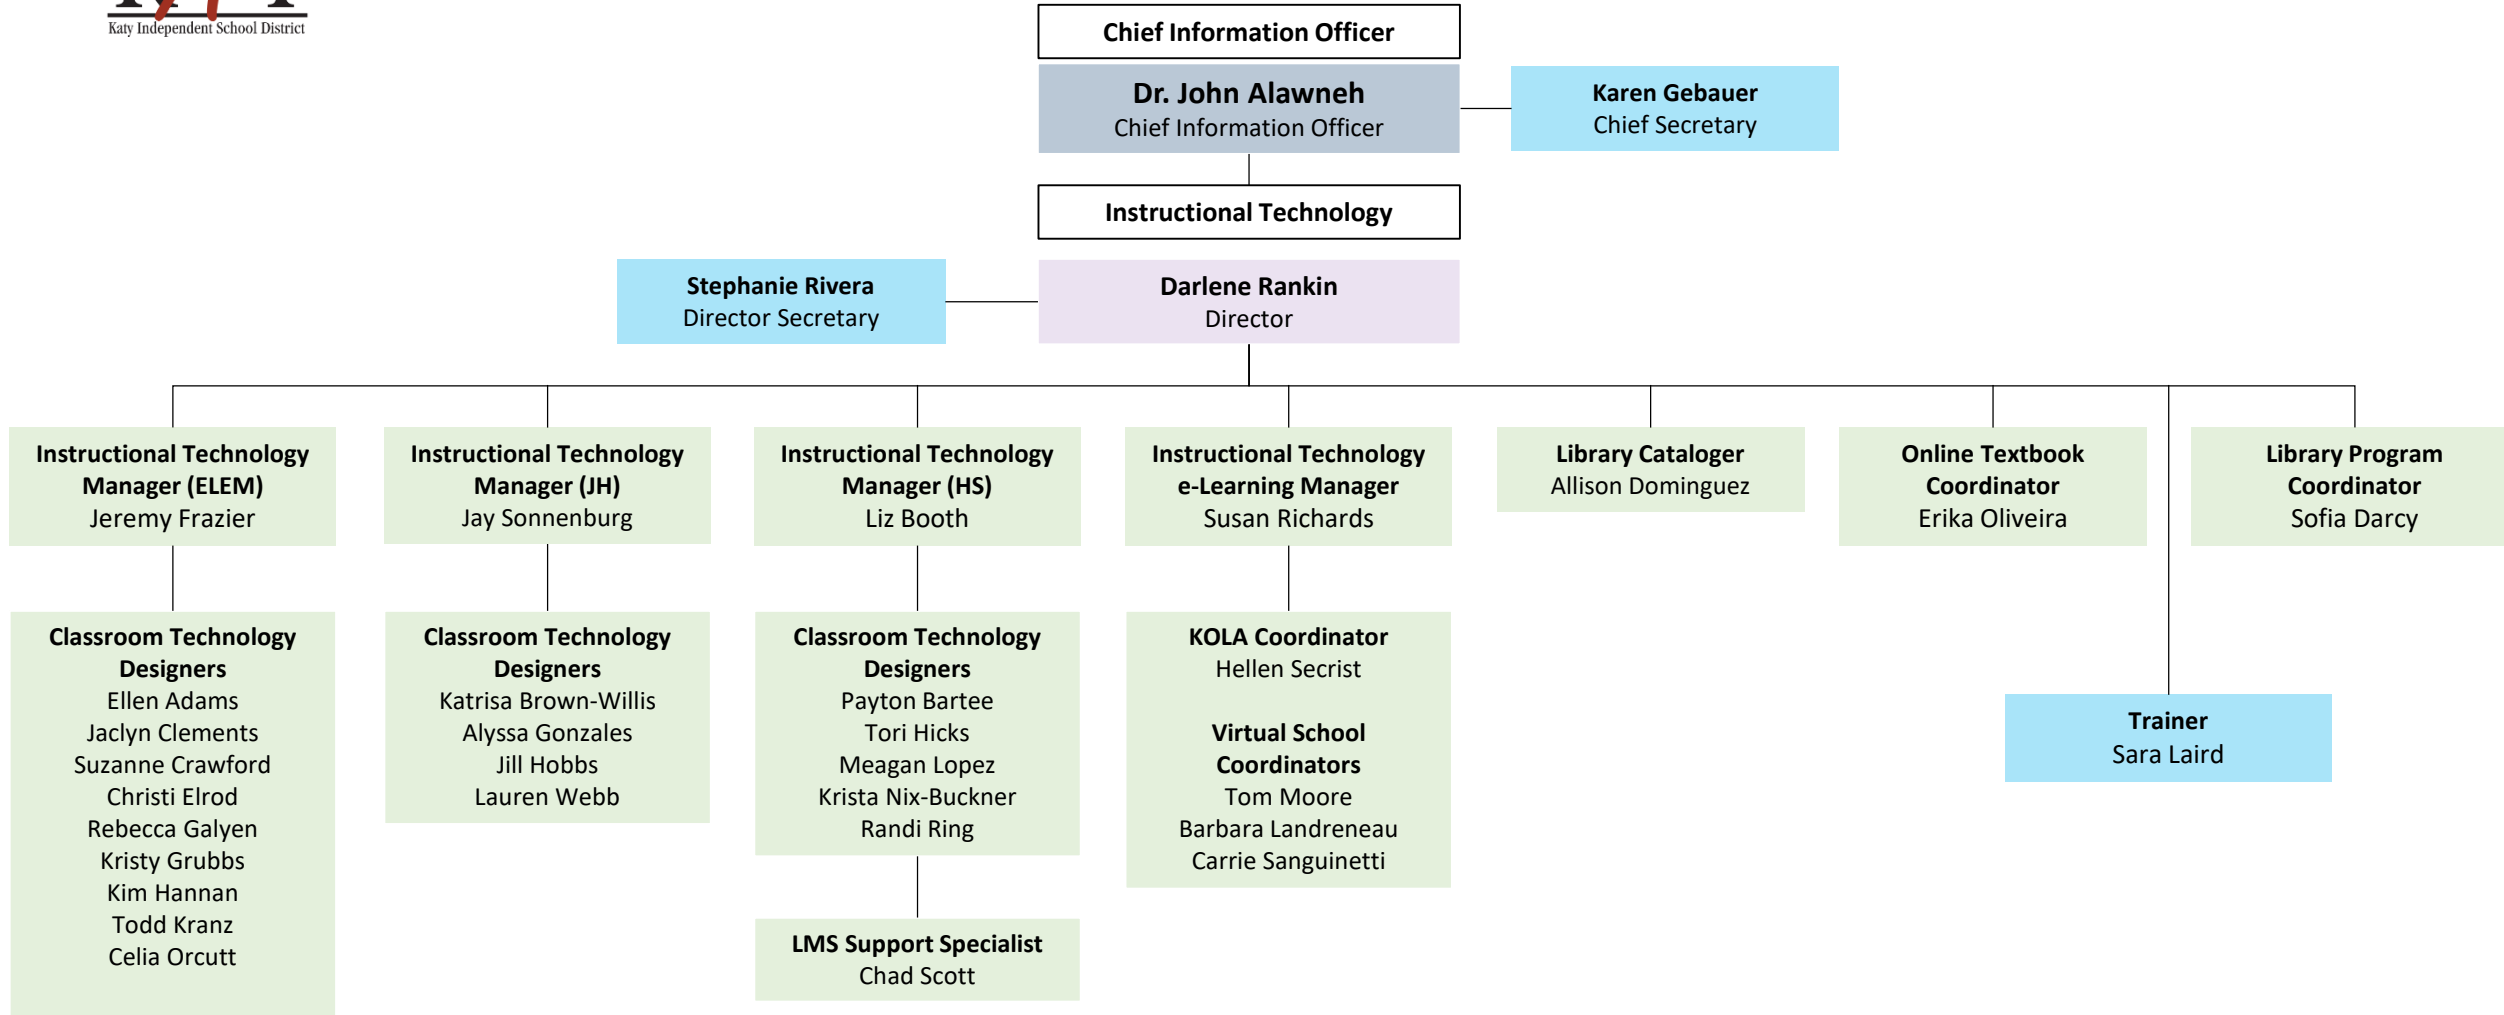 Katy Independent School District
Chief Information Officer
Dr. John Alawneh
Chief Information Officer
Karen Gebauer
Chief Secretary
Instructional Technology
Stephanie Rivera
Director Secretary
Darlene Rankin
Director
Instructional Technology
Manager (ELEM)
Jeremy Frazier
Instructional Technology
Manager (JH)
Jay Sonnenburg
Instructional Technology
Manager (HS)
Liz Booth
Instructional Technology
e-Learning Manager
Susan Richards
Library Cataloger
Allison Dominguez
Online Textbook
Coordinator
Erika Oliveira
Library Program
Coordinator
Sofia Darcy
Classroom Technology
Designers
Ellen Adams
Jaclyn Clements
Suzanne Crawford
Christi Elrod
Rebecca Galyen
Kristy Grubbs
Kim Hannan
Todd Kranz
Celia Orcutt
Classroom Technology
Designers
Katrisa Brown-Willis
Alyssa Gonzales
Jill Hobbs
Lauren Webb
Classroom Technology
Designers
Payton Bartee
Tori Hicks
Meagan Lopez
Krista Nix-Buckner
Randi Ring
LMS Support Specialist
Chad Scott
KOLA Coordinator
Hellen Secrist
Virtual School
Coordinators
Tom Moore
Barbara Landreneau
Carrie Sanguinetti
Trainer
Sara Laird